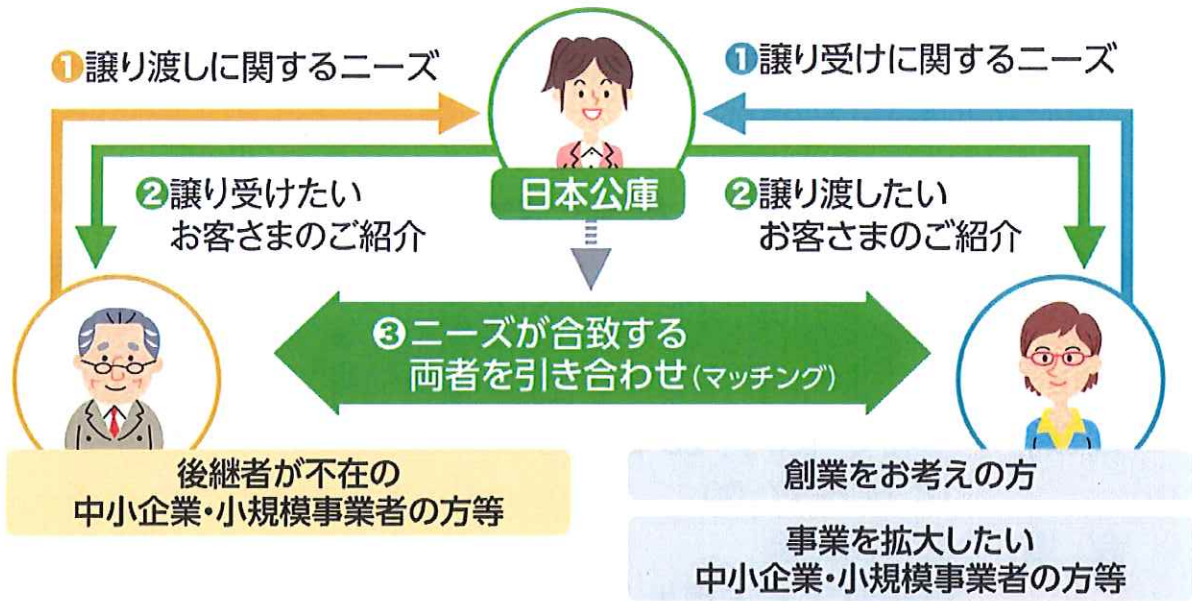 ❶譲り渡しに関するニーズ
❶譲り受けに関するニーズ
日本公庫
❷譲り受けたい
お客さまのご紹介
❷譲り渡したい
お客さまのご紹介
❸ニーズが合致する
両者を引き合わせ(マッチング)
後継者が不在の
中小企業・小規模事業者の方等
創業をお考えの方
事業を拡大したい
中小企業・小規模事業者の方等